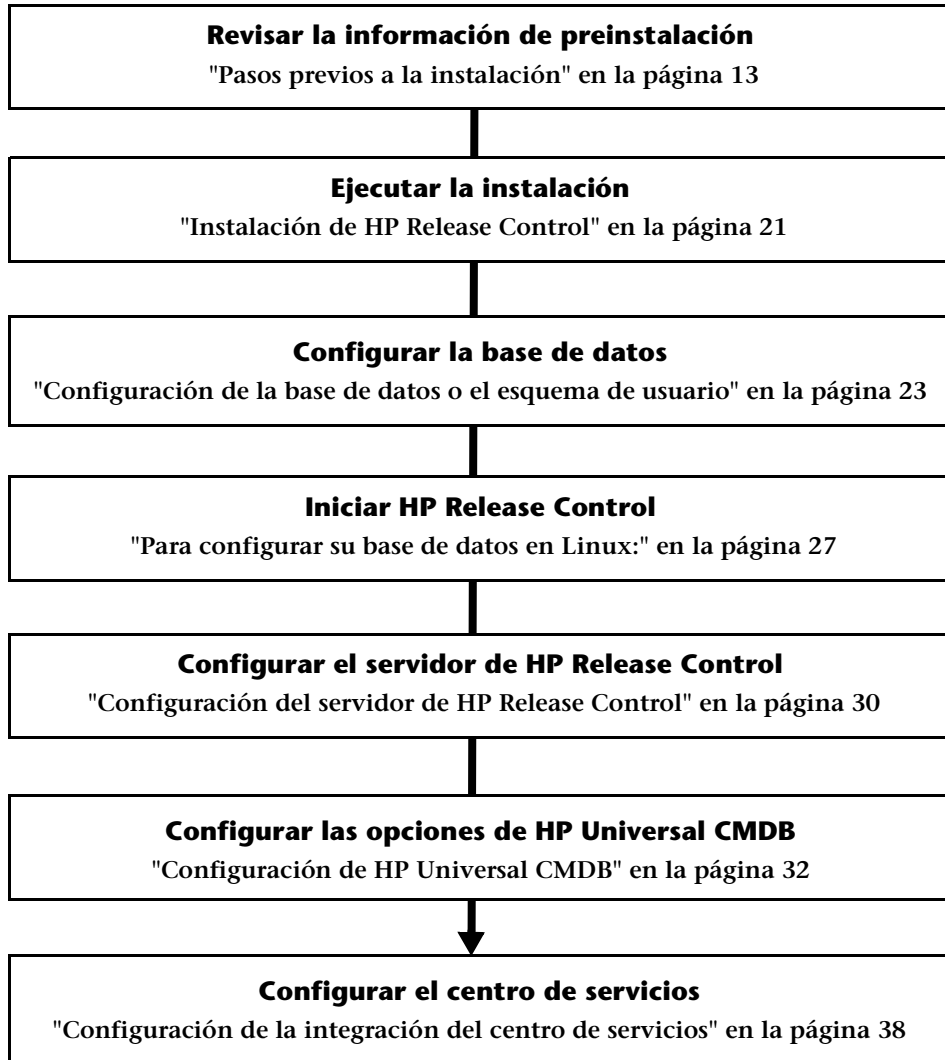 Revisar la información de preinstalación
"Pasos previos a la instalación" en la página 13
Ejecutar la instalación
"Instalación de HP Release Control" en la página 21
Configurar la base de datos
"Configuración de la base de datos o el esquema de usuario" en la página 23
Iniciar HP Release Control
"Para configurar su base de datos en Linux:" en la página 27
Configurar el servidor de HP Release Control
"Configuración del servidor de HP Release Control" en la página 30
Configurar las opciones de HP Universal CMDB
"Configuración de HP Universal CMDB" en la página 32
Configurar el centro de servicios
"Configuración de la integración del centro de servicios" en la página 38